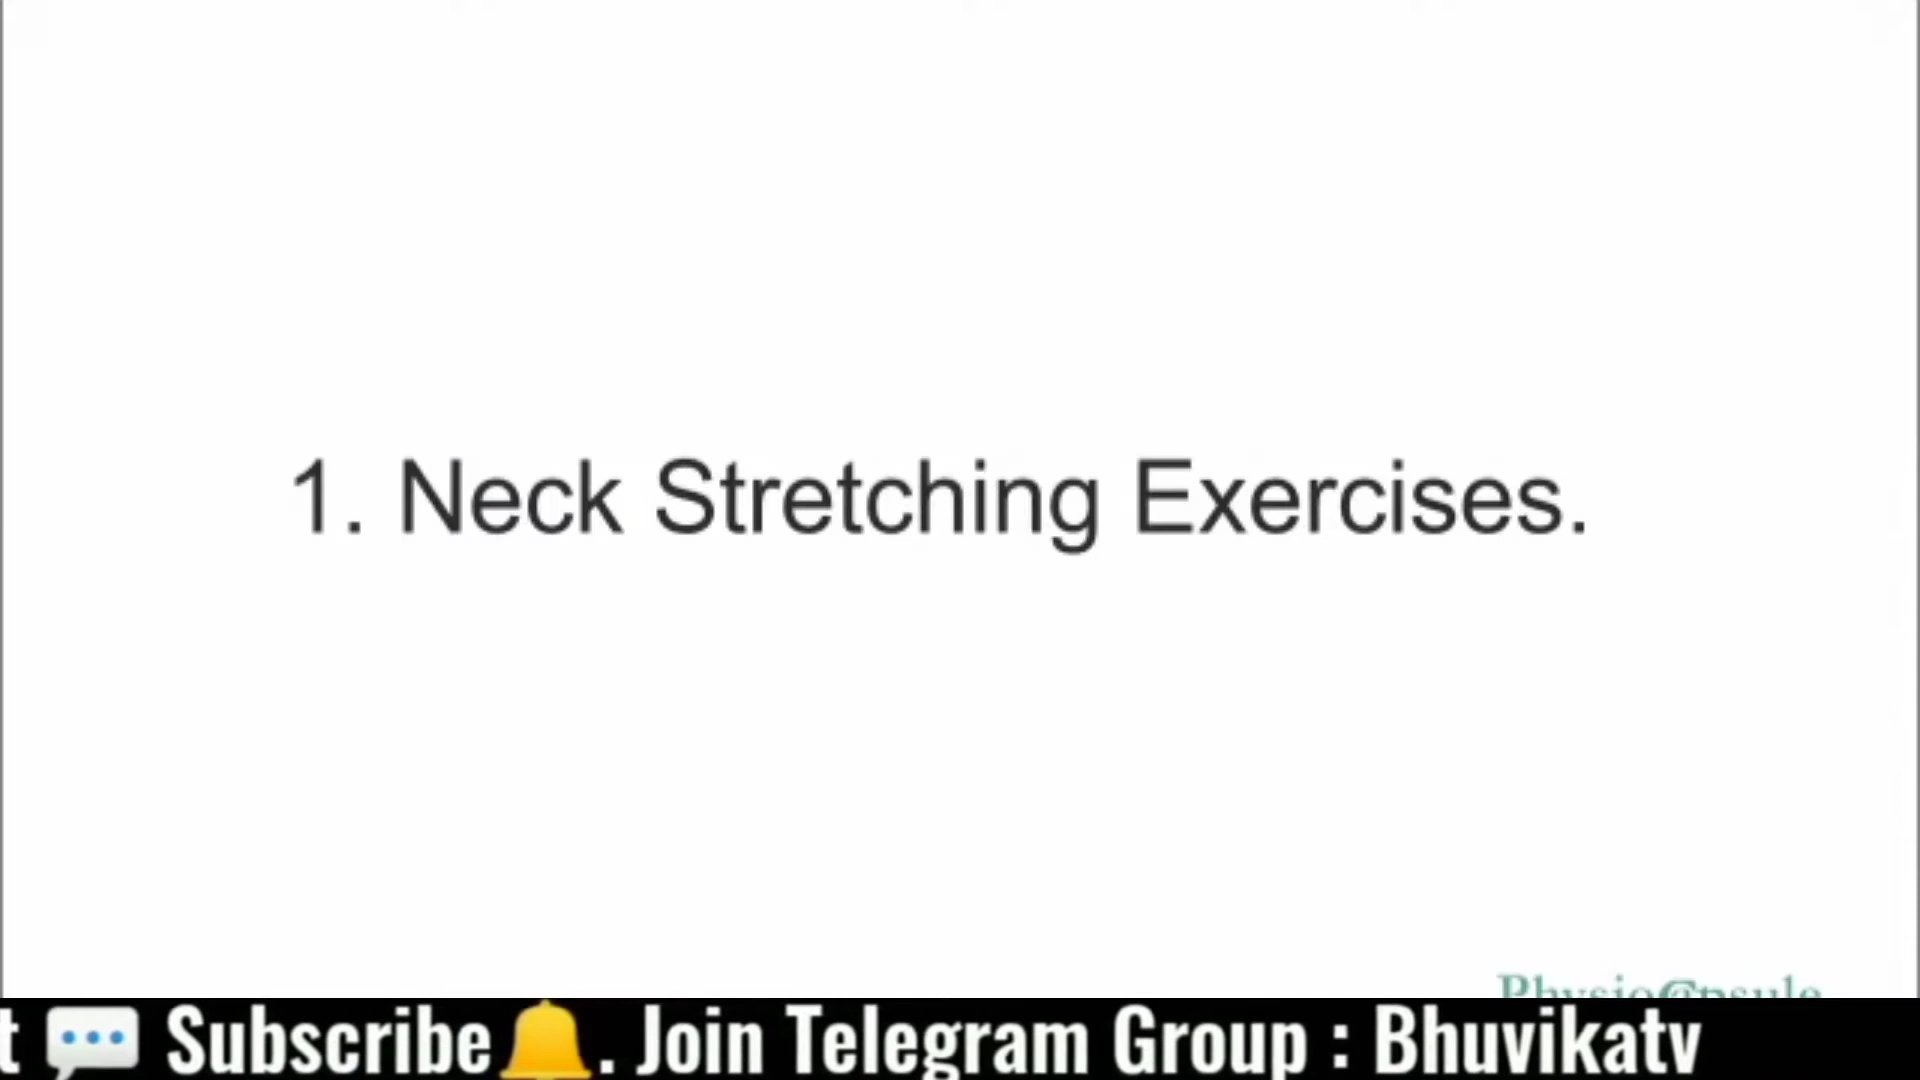 1. Neck Stretching Exercises.
t 💬 Subscribe🔔. Join Telegram Group : Bhuvikatv